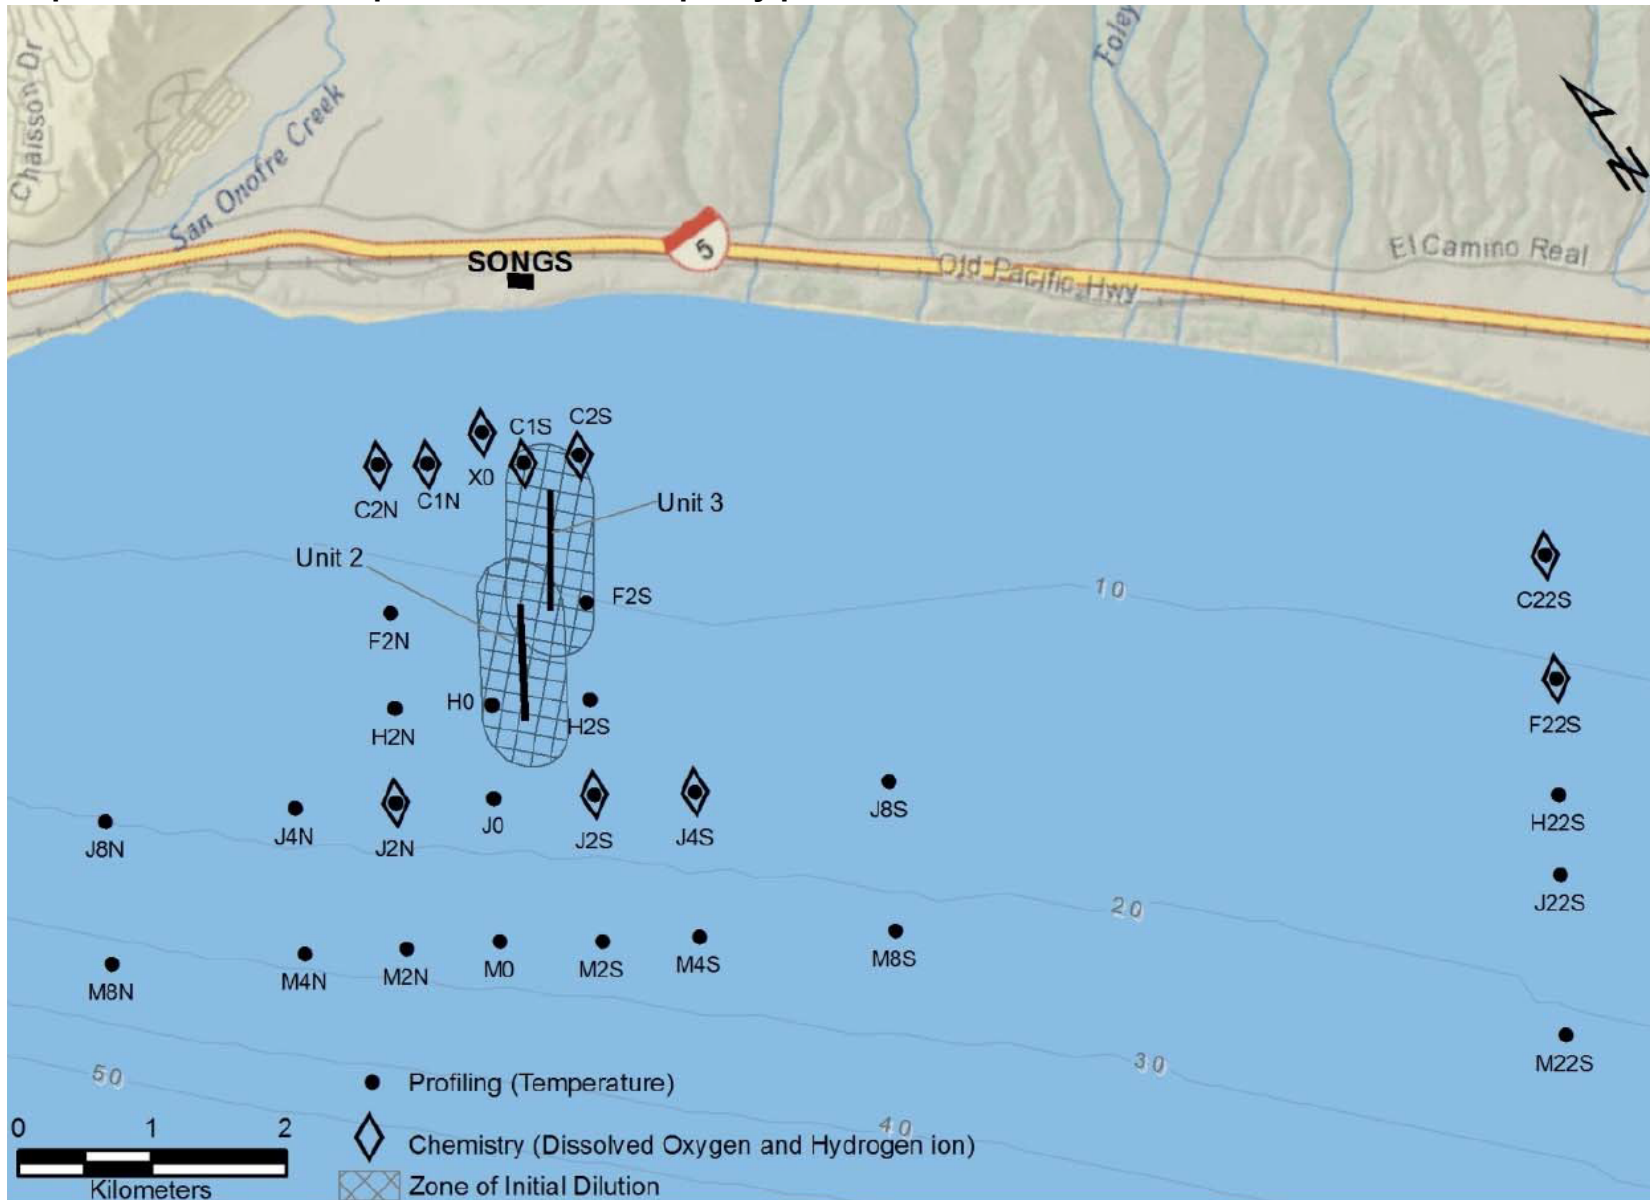 Chaisson Dr
San Onofre Creek
Foley
N
SONGS
5
Old Pacific Hwy
El Camino Real
C1S
C2S
X0
C2N
C1N
Unit 3
Unit 2
10
C22S
F2S
F2N
H0
H2N
H2S
F22S
J8N
J4N
J2N
J0
J2S
J4S
J8S
H22S
J22S
20
M8N
M4N
M2N
M0
M2S
M4S
M8S
M22S
30
50
40
Profiling (Temperature)
Chemistry (Dissolved Oxygen and Hydrogen ion)
Zone of Initial Dilution
0 1 2
Kilometers